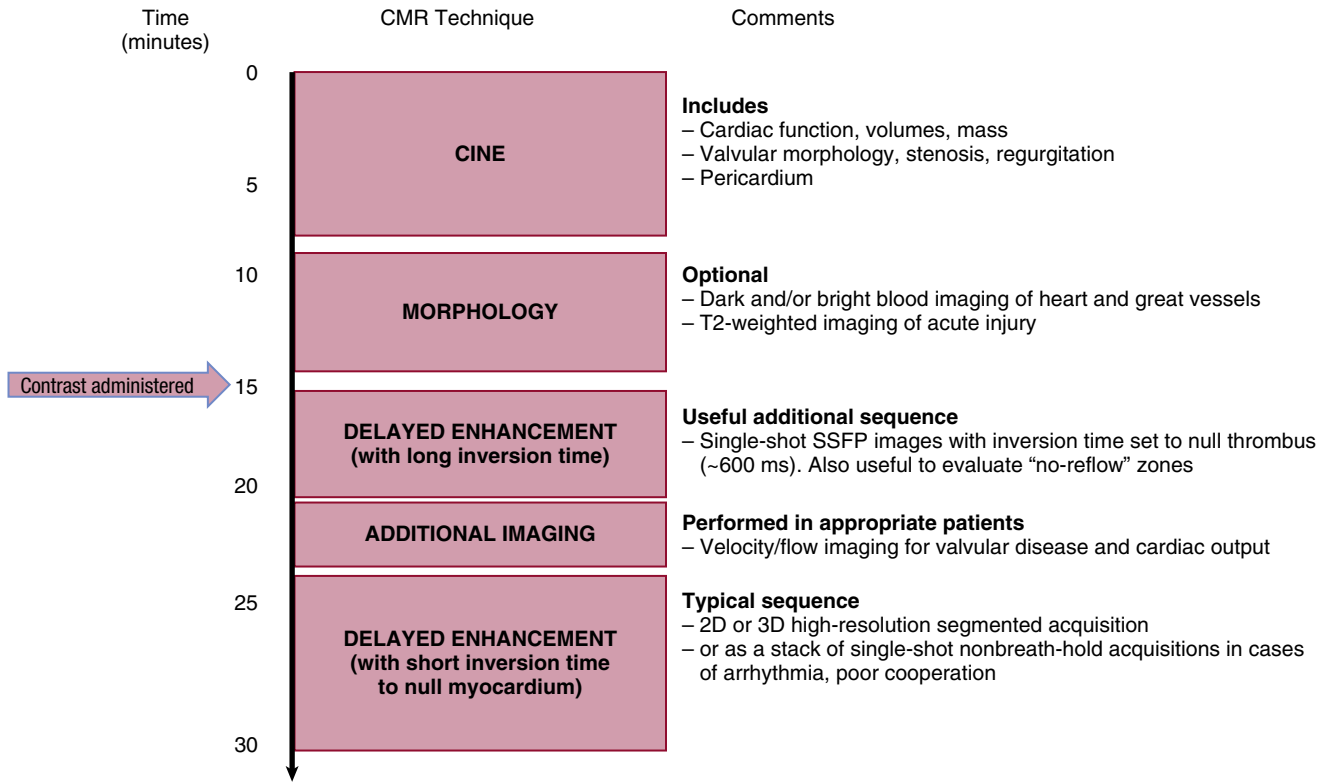 Time
(minutes)
CMR Technique
Comments
0
CINE
5
Includes
– Cardiac function, volumes, mass
– Valvular morphology, stenosis, regurgitation
– Pericardium
10
MORPHOLOGY
Optional
– Dark and/or bright blood imaging of heart and great vessels
– T2-weighted imaging of acute injury
Contrast administered
15
DELAYED ENHANCEMENT
(with long inversion time)
Useful additional sequence
– Single-shot SSFP images with inversion time set to null thrombus
(~600 ms). Also useful to evaluate “no-reflow” zones
20
ADDITIONAL IMAGING
Performed in appropriate patients
– Velocity/flow imaging for valvular disease and cardiac output
25
DELAYED ENHANCEMENT
(with short inversion time
to null myocardium)
Typical sequence
– 2D or 3D high-resolution segmented acquisition
– or as a stack of single-shot nonbreath-hold acquisitions in cases
of arrhythmia, poor cooperation
30